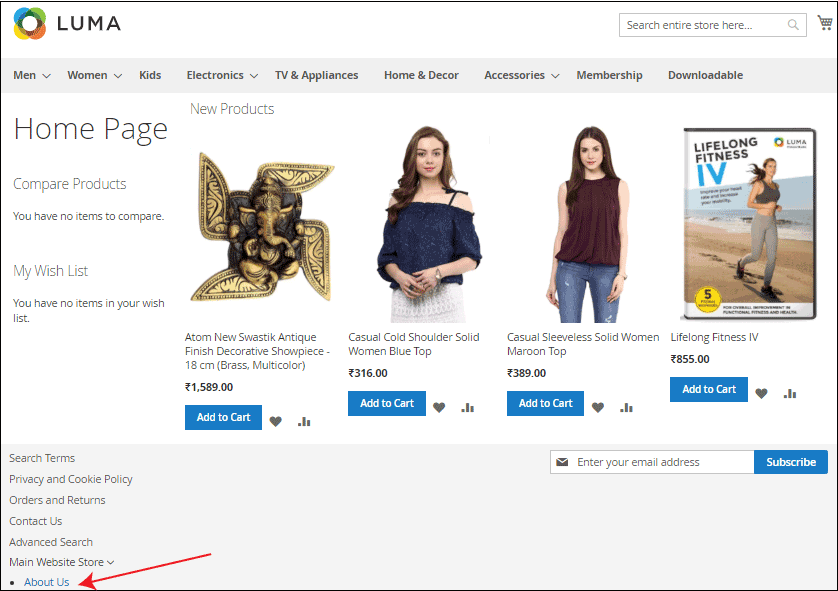 LUMA
Search entire store here...
Men
Women
Kids
Electronics
TV & Appliances
Home & Decor
Accessories
Membership
Downloadable
Home Page
Compare Products
You have no items to compare.
My Wish List
You have no items in your wish
list.
New Products
LIFELONG
FITNESS
IV
LUMA
Improve your heart
rate and increase
your mobility.
5
FOR OVERALL IMPROVEMENT IN
FUNCTIONAL FITNESS AND HEALTH.
Atom New Swastik Antique
Finish Decorative Showpiece -
18 cm (Brass, Multicolor)
₹1,589.00
Add to Cart
Casual Cold Shoulder Solid
Women Blue Top
₹316.00
Add to Cart
Casual Sleeveless Solid Women
Maroon Top
₹389.00
Add to Cart
Lifelong Fitness IV
₹855.00
Add to Cart
Search Terms
Privacy and Cookie Policy
Orders and Returns
Contact Us
Advanced Search
Main Website Store
• About Us
Enter your email address
Subscribe